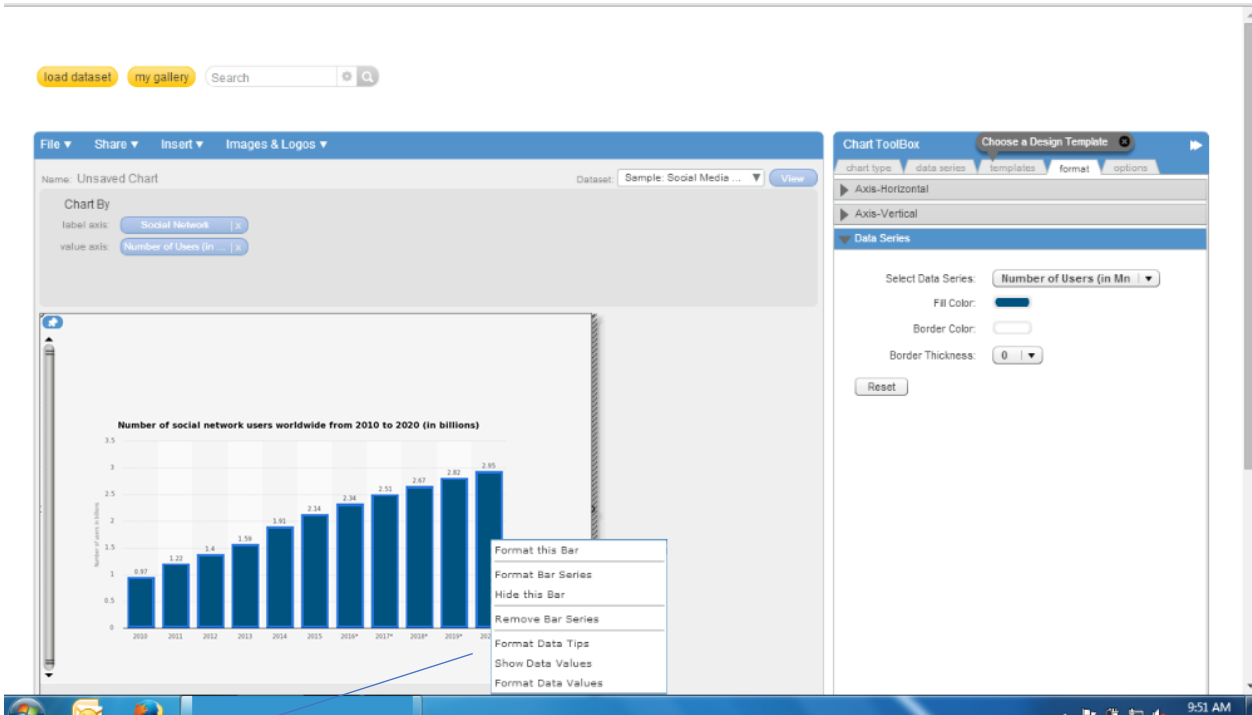 load dataset my gallery Search
File ▼ Share ▼ Insert ▼ Images & Logos ▼
Name: Unsaved Chart Dataset: Sample: Social Media ... ▼ View
Chart By
label axis: Social Network | x
value axis: Number of Users (in ... | x
Number of social network users worldwide from 2010 to 2020 (in billions)
Number of users in billions
3.5
3
2.5
2
1.5
1
0.5
0
0.97 1.22 1.4 1.59 1.91 2.14 2.34 2.51 2.67 2.82 2.95
2010 2011 2012 2013 2014 2015 2016* 2017* 2018* 2019* 202
Format this Bar
Format Bar Series
Hide this Bar
Remove Bar Series
Format Data Tips
Show Data Values
Format Data Values
Chart ToolBox Choose a Design Template
chart type data series templates format options
Axis-Horizontal
Axis-Vertical
Data Series
Select Data Series: Number of Users (in Mn
Fill Color:
Border Color:
Border Thickness: 0
Reset
9:51 AM